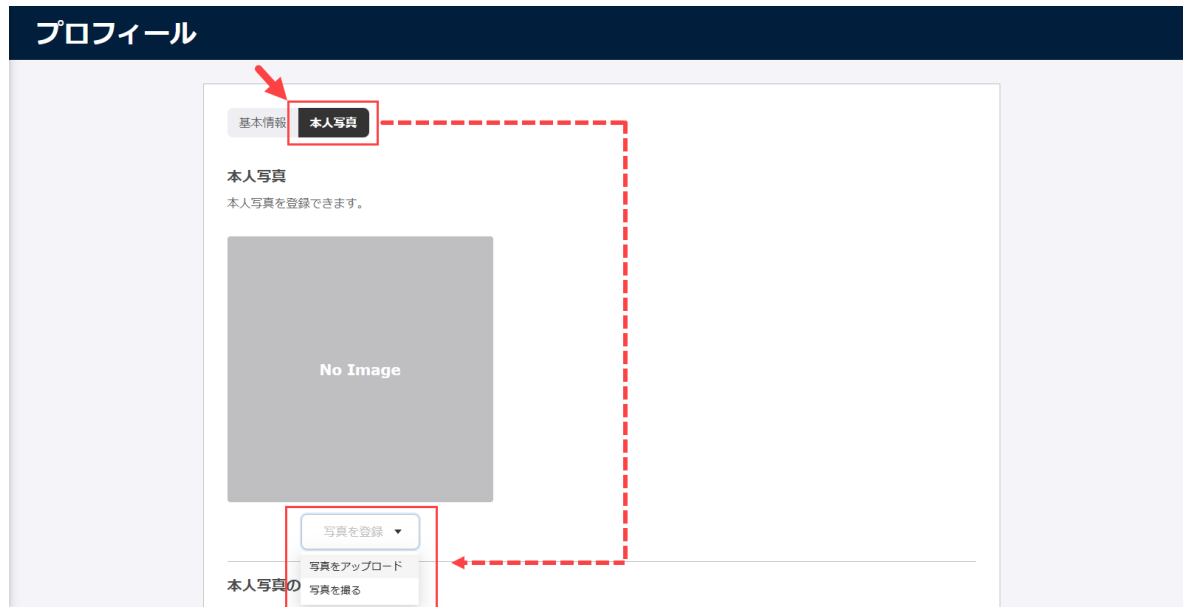 プロフィール
基本情報 本人写真
本人写真
本人写真を登録できます。
No Image
写真を登録
写真をアップロード
本人写真の
写真を撮る